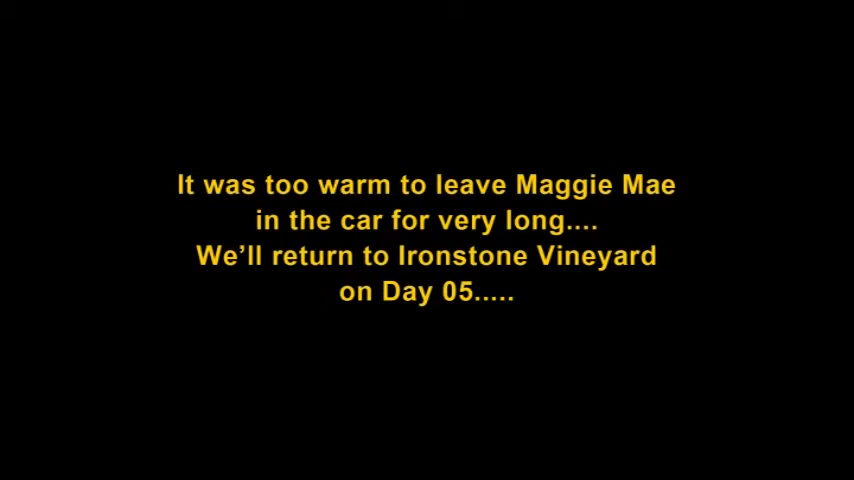 It was too warm to leave Maggie Mae
in the car for very long....
We’ll return to Ironstone Vineyard
on Day 05.....